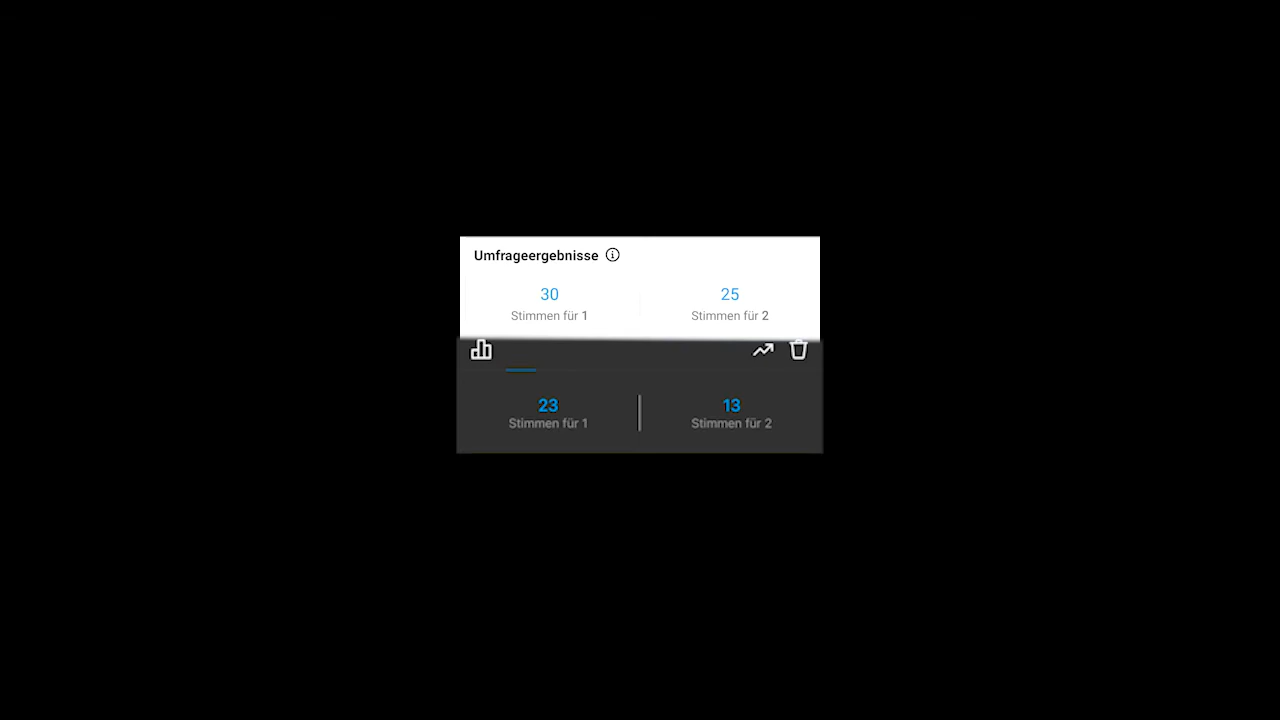 Umfrageergebnisse
30 25
Stimmen für 1 Stimmen für 2
23 13
Stimmen für 1 Stimmen für 2